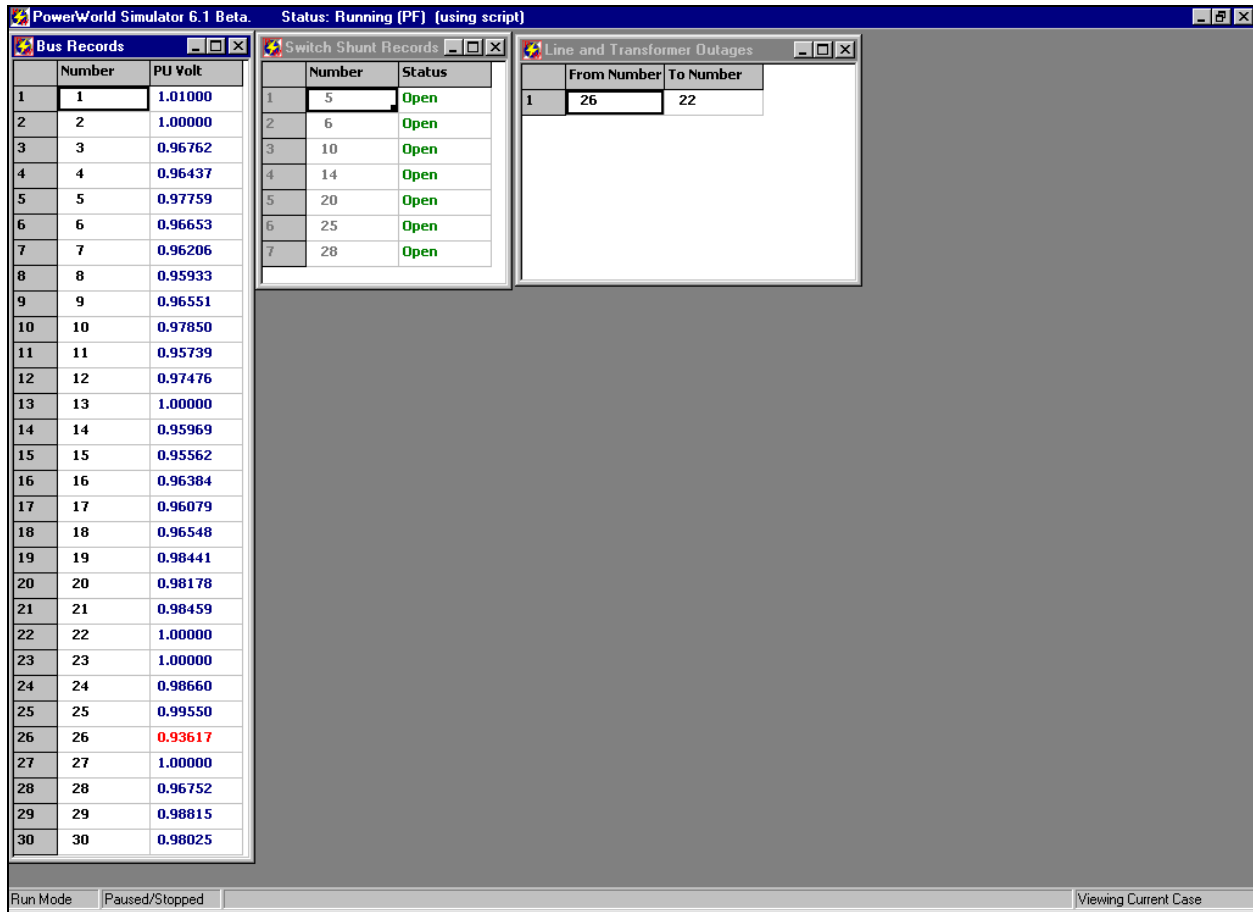 PowerWorld Simulator 6.1 Beta. Status: Running (PF) (using script)
Bus Records
Number PU Volt
1 1 1.01000
2 2 1.00000
3 3 0.96762
4 4 0.96437
5 5 0.97759
6 6 0.96653
7 7 0.96206
8 8 0.95933
9 9 0.96551
10 10 0.97850
11 11 0.95739
12 12 0.97476
13 13 1.00000
14 14 0.95969
15 15 0.95562
16 16 0.96384
17 17 0.96079
18 18 0.96548
19 19 0.98441
20 20 0.98178
21 21 0.98459
22 22 1.00000
23 23 1.00000
24 24 0.98660
25 25 0.99550
26 26 0.93617
27 27 1.00000
28 28 0.96752
29 29 0.98815
30 30 0.98025
Switch Shunt Records
Number Status
1 5 Open
2 6 Open
3 10 Open
4 14 Open
5 20 Open
6 25 Open
7 28 Open
Line and Transformer Outages
From Number To Number
1 26 22
Run Mode Paused/Stopped Viewing Current Case